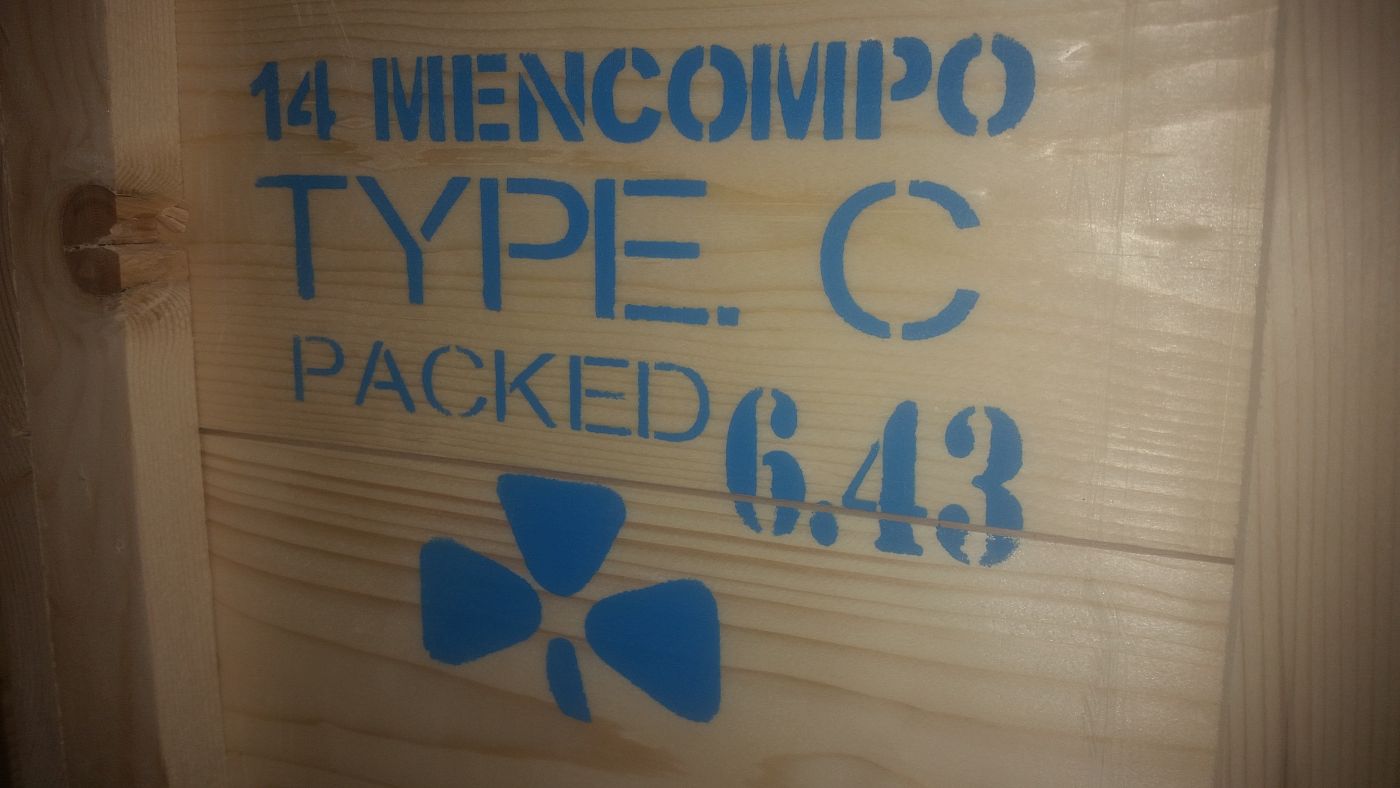 14 MENCOMPO
TYPE. C
PACKED 6.43